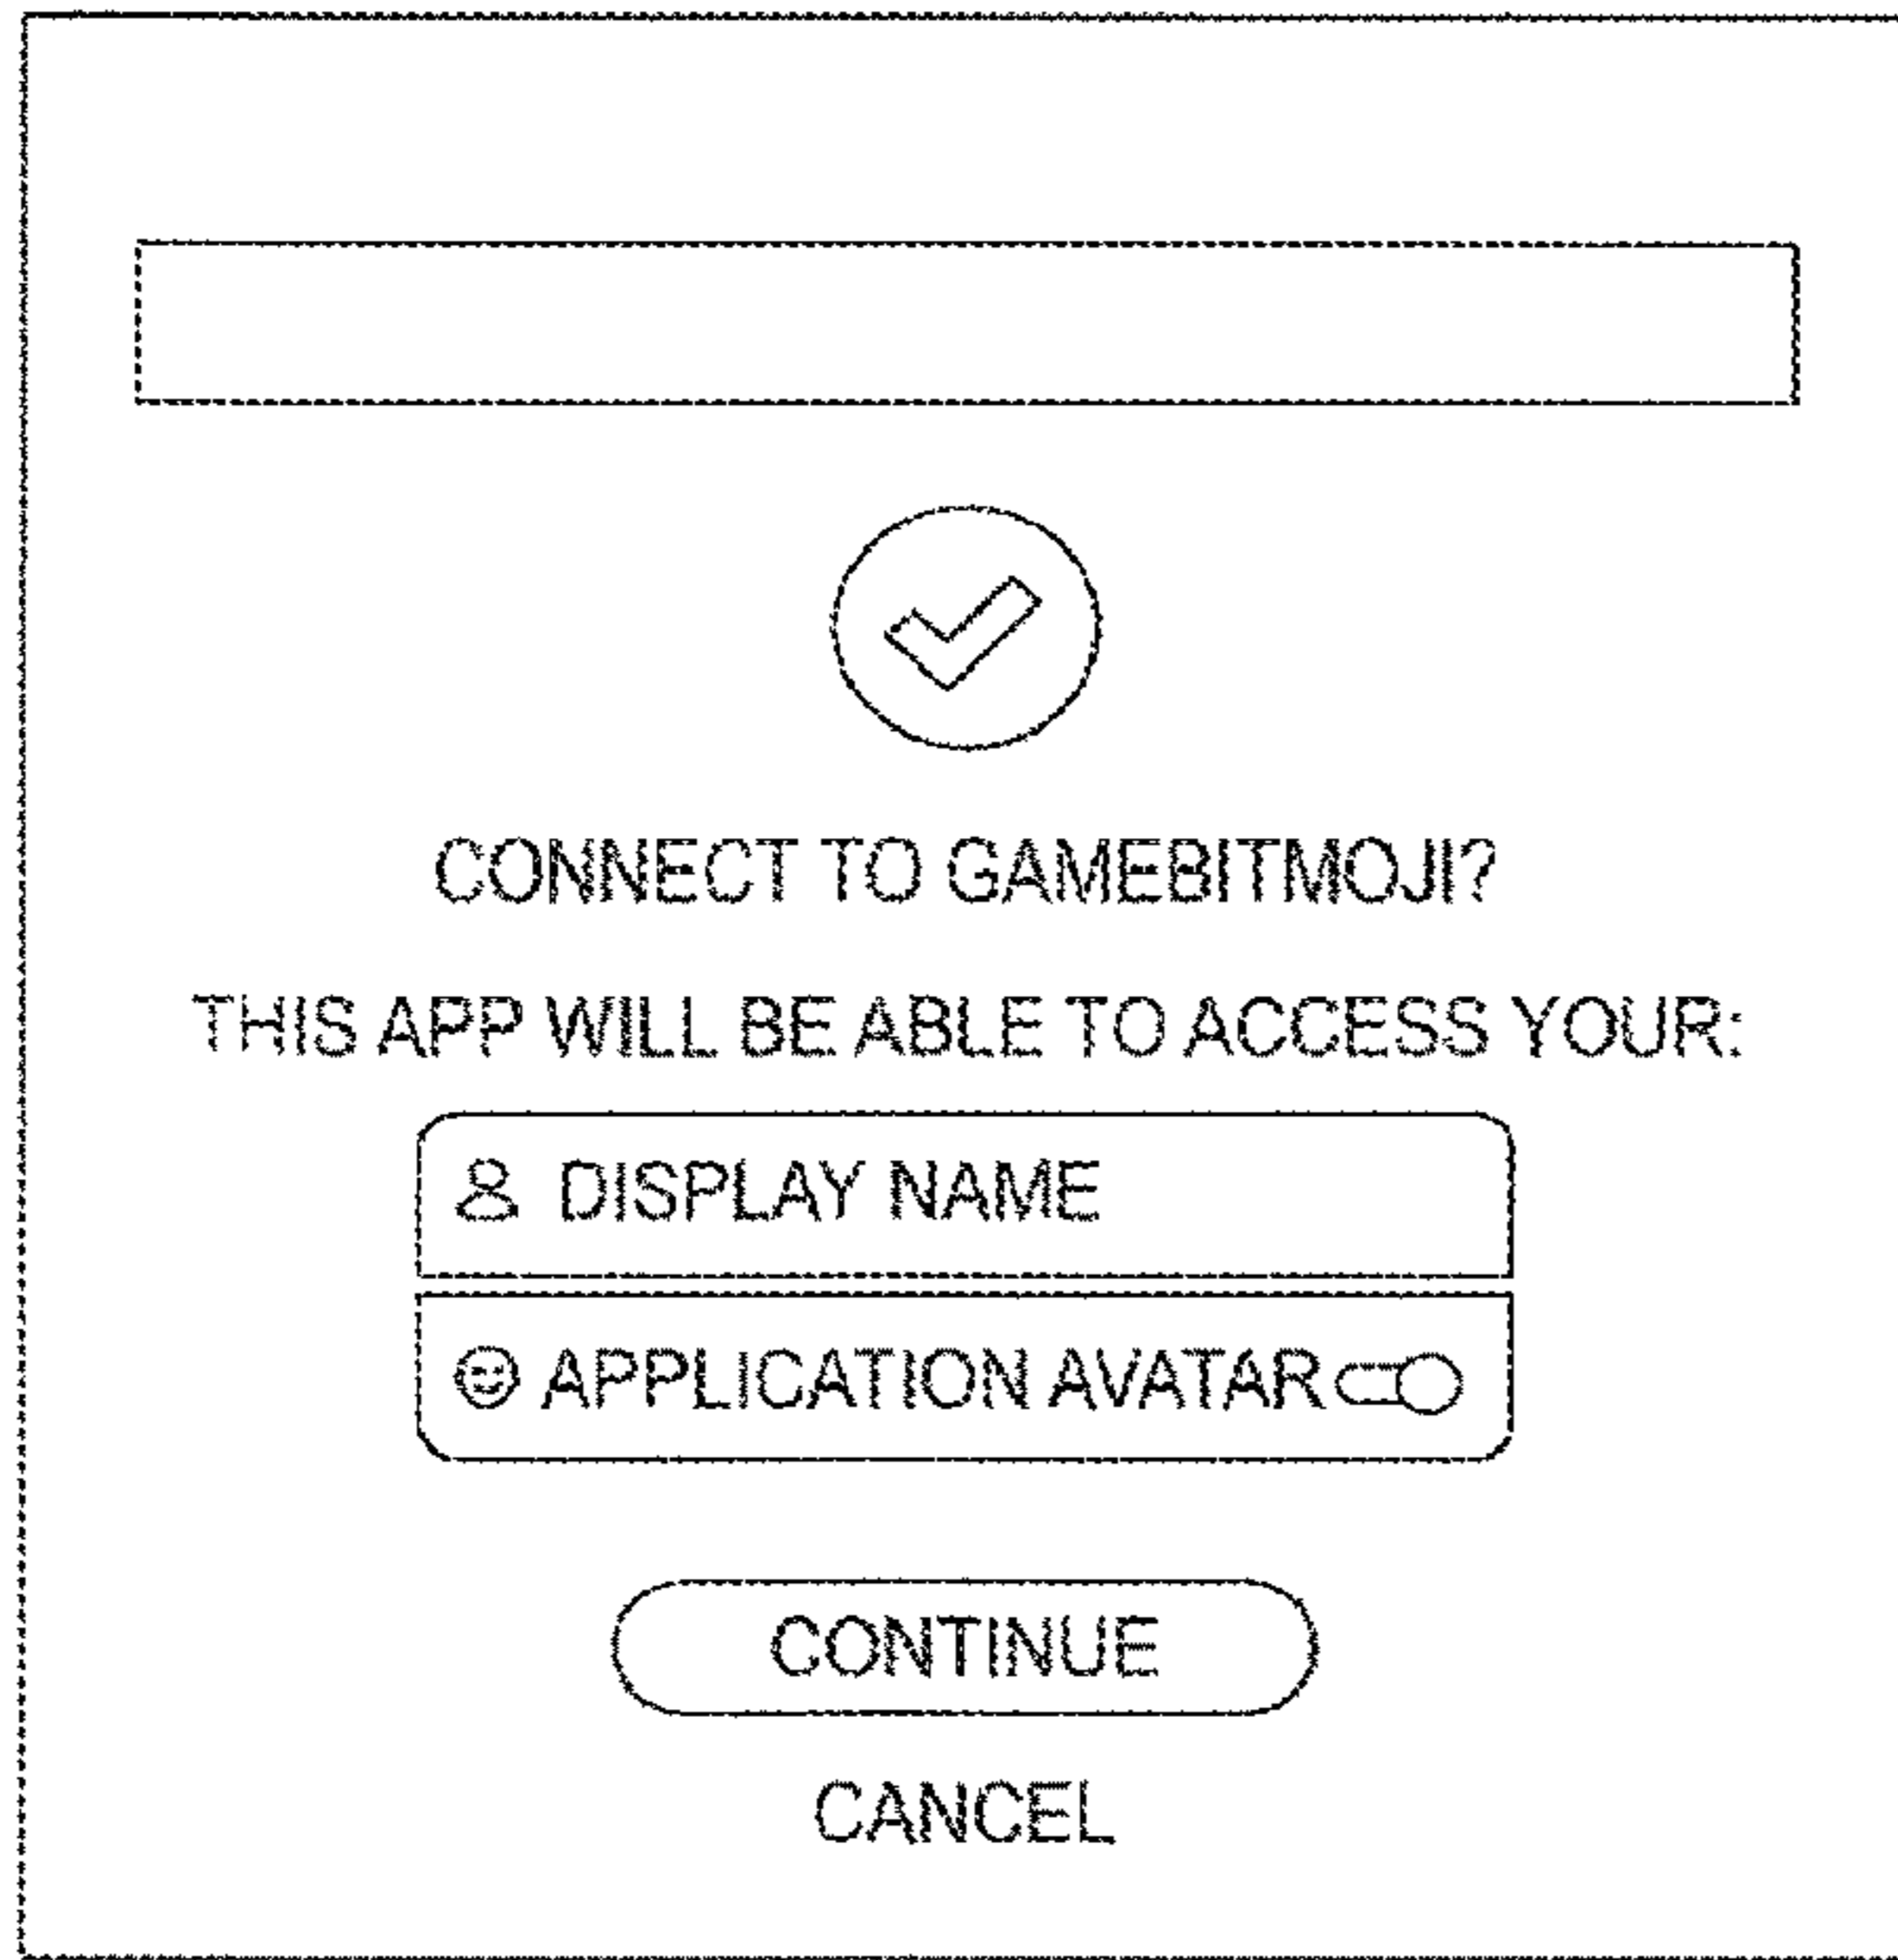 CONNECT TO GAMEBITMOJI?
THIS APP WILL BE ABLE TO ACCESS YOUR:
DISPLAY NAME
APPLICATION AVATAR
CONTINUE
CANCEL